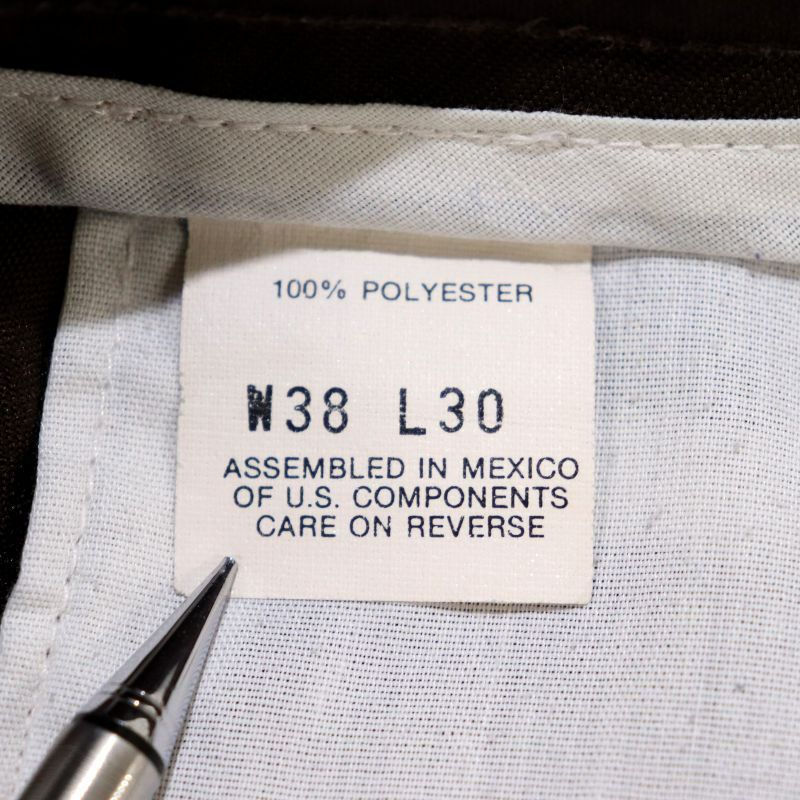 100% POLYESTER
W38 L30
ASSEMBLED IN MEXICO
OF U.S. COMPONENTS
CARE ON REVERSE